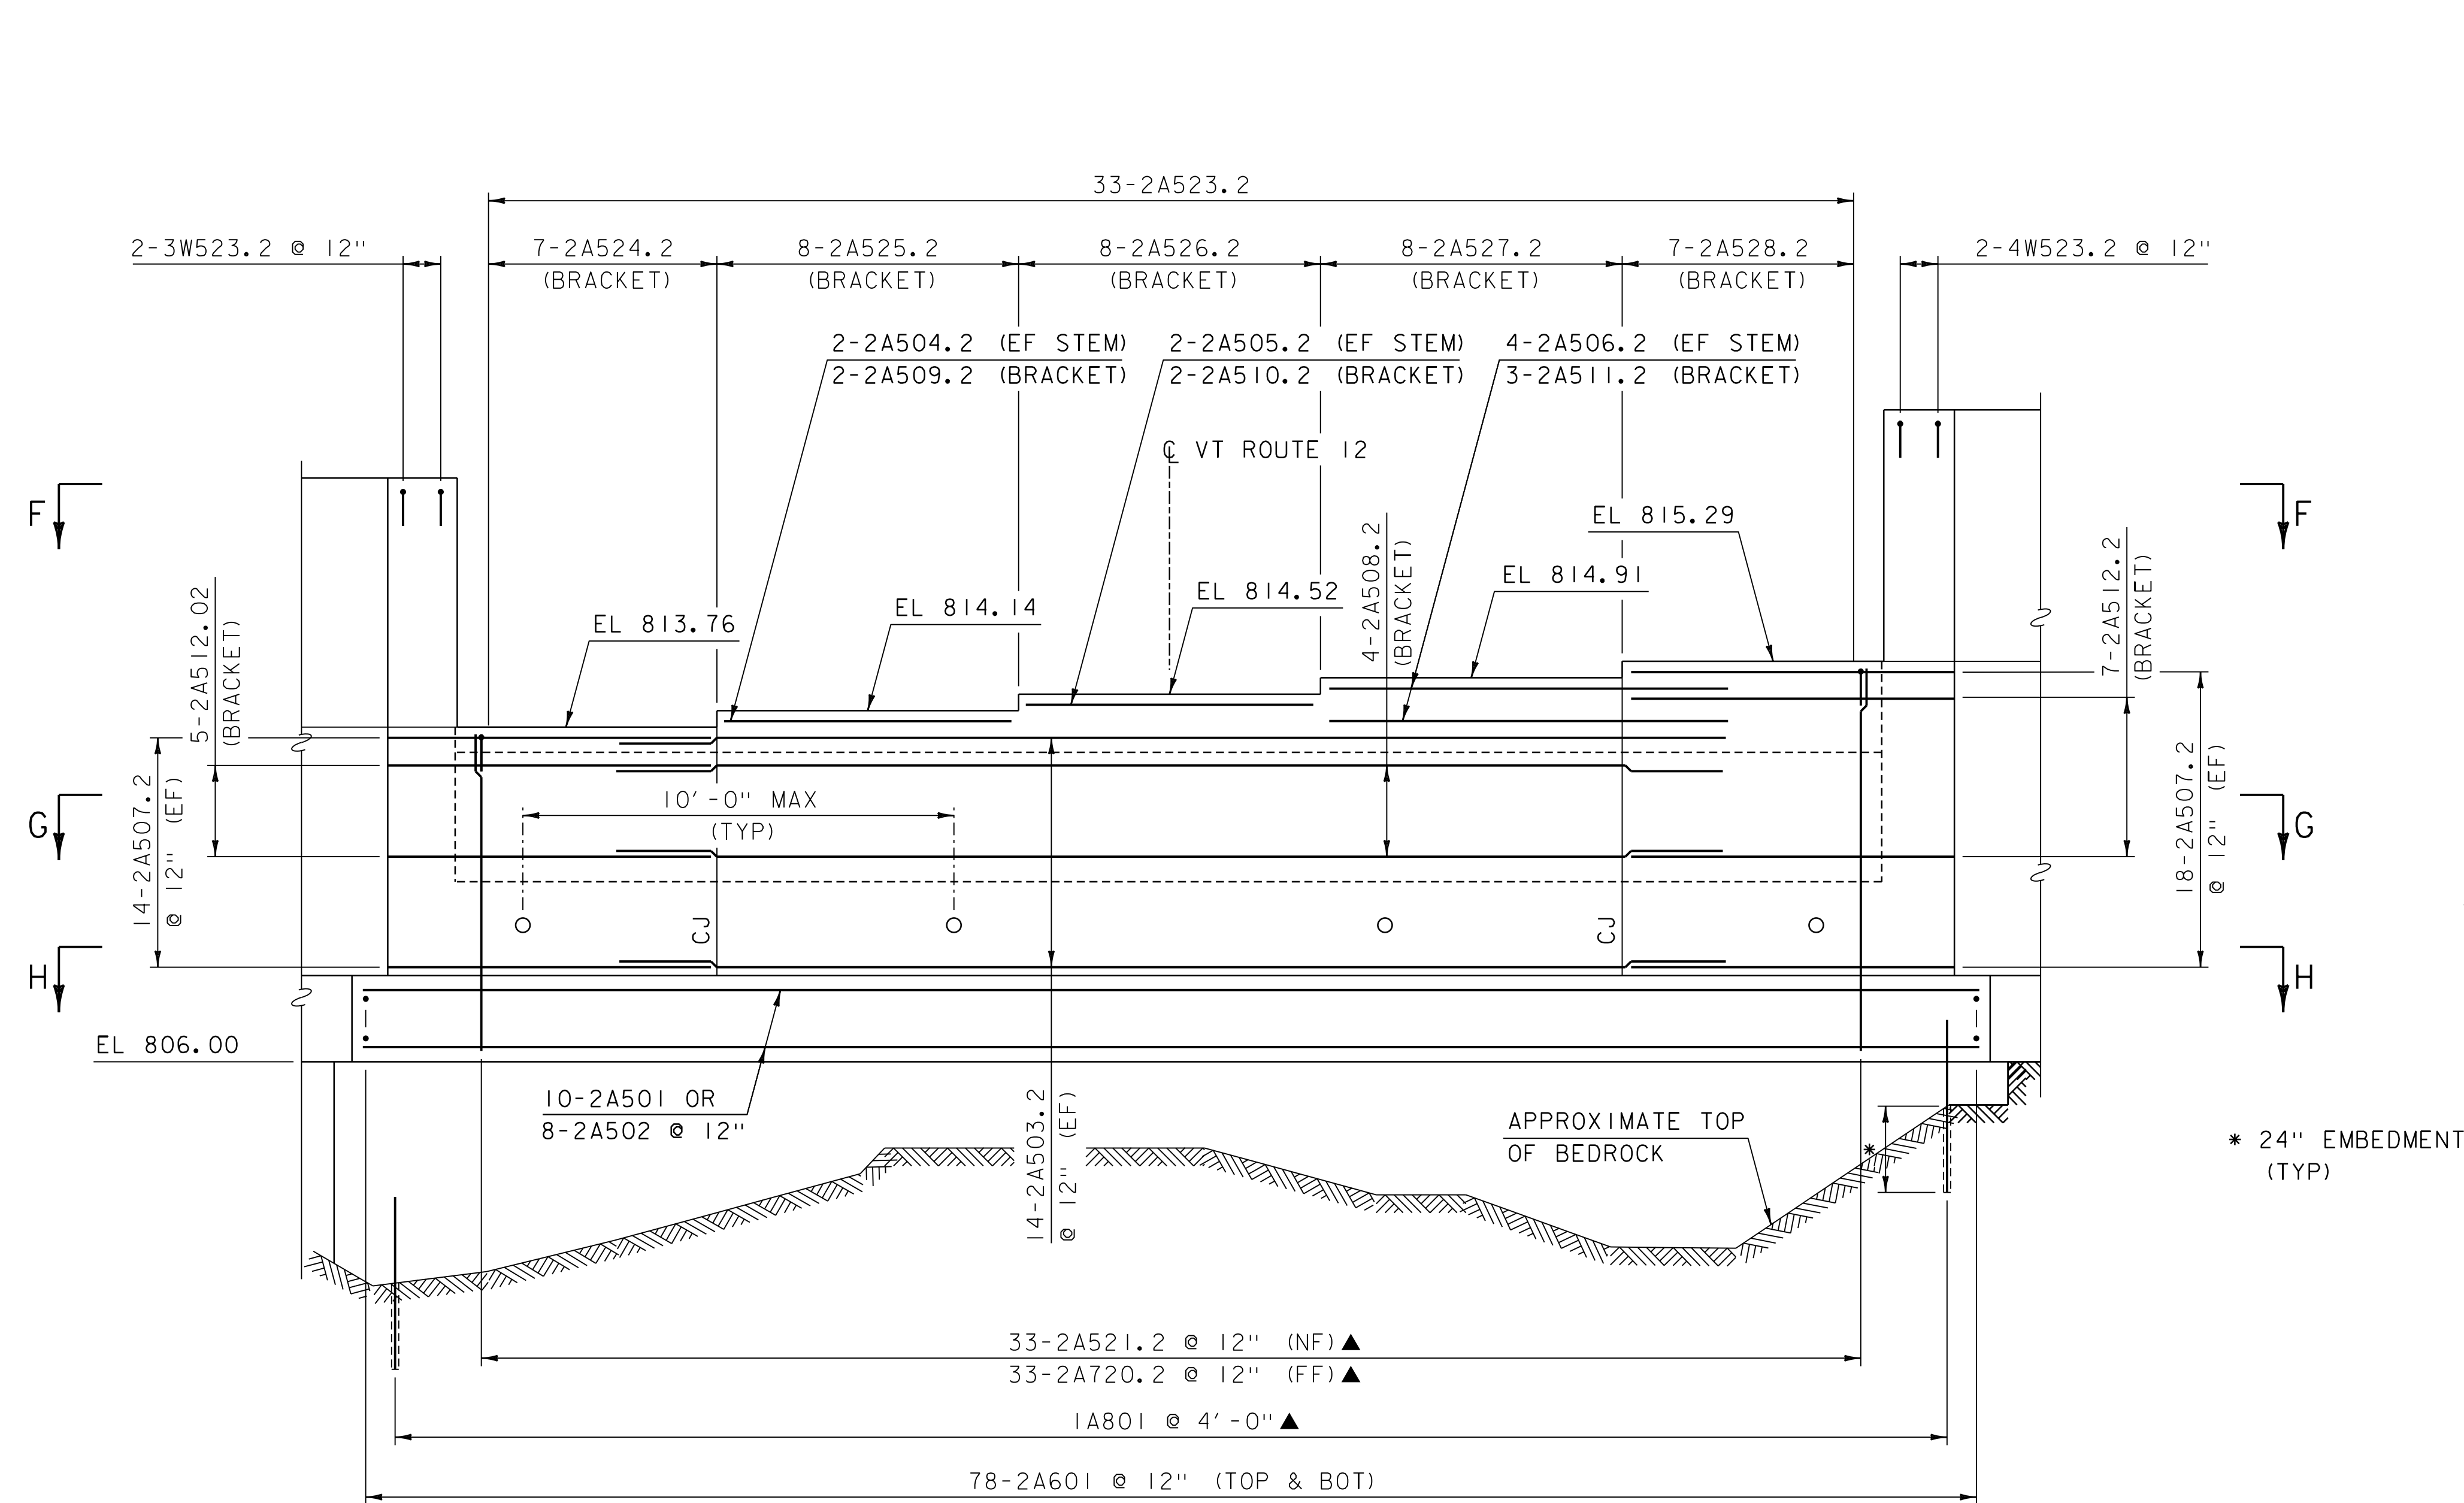 33-2A523.2
2-3W523.2 @ 12"
7-2A524.2
(BRACKET)
8-2A525.2
(BRACKET)
8-2A526.2
(BRACKET)
8-2A527.2
(BRACKET)
7-2A528.2
(BRACKET)
2-4W523.2 @ 12"
2-2A504.2 (EF STEM)
2-2A509.2 (BRACKET)
2-2A505.2 (EF STEM)
2-2A510.2 (BRACKET)
4-2A506.2 (EF STEM)
3-2A511.2 (BRACKET)
℄ VT ROUTE 12
F
F
EL 815.29
EL 814.91
EL 814.52
EL 814.14
EL 813.76
4-2A508.2
(BRACKET)
5-2A512.02
(BRACKET)
7-2A512.2
(BRACKET)
14-2A507.2
@ 12" (EF)
18-2A507.2
@ 12" (EF)
10'-0" MAX
(TYP)
G
G
CJ
CJ
H
H
EL 806.00
10-2A501 OR
8-2A502 @ 12"
14-2A503.2
@ 12" (EF)
APPROXIMATE TOP
OF BEDROCK
*
* 24" EMBEDMENT
(TYP)
33-2A521.2 @ 12" (NF)▲
33-2A720.2 @ 12" (FF)▲
1A801 @ 4'-0"▲
78-2A601 @ 12" (TOP & BOT)